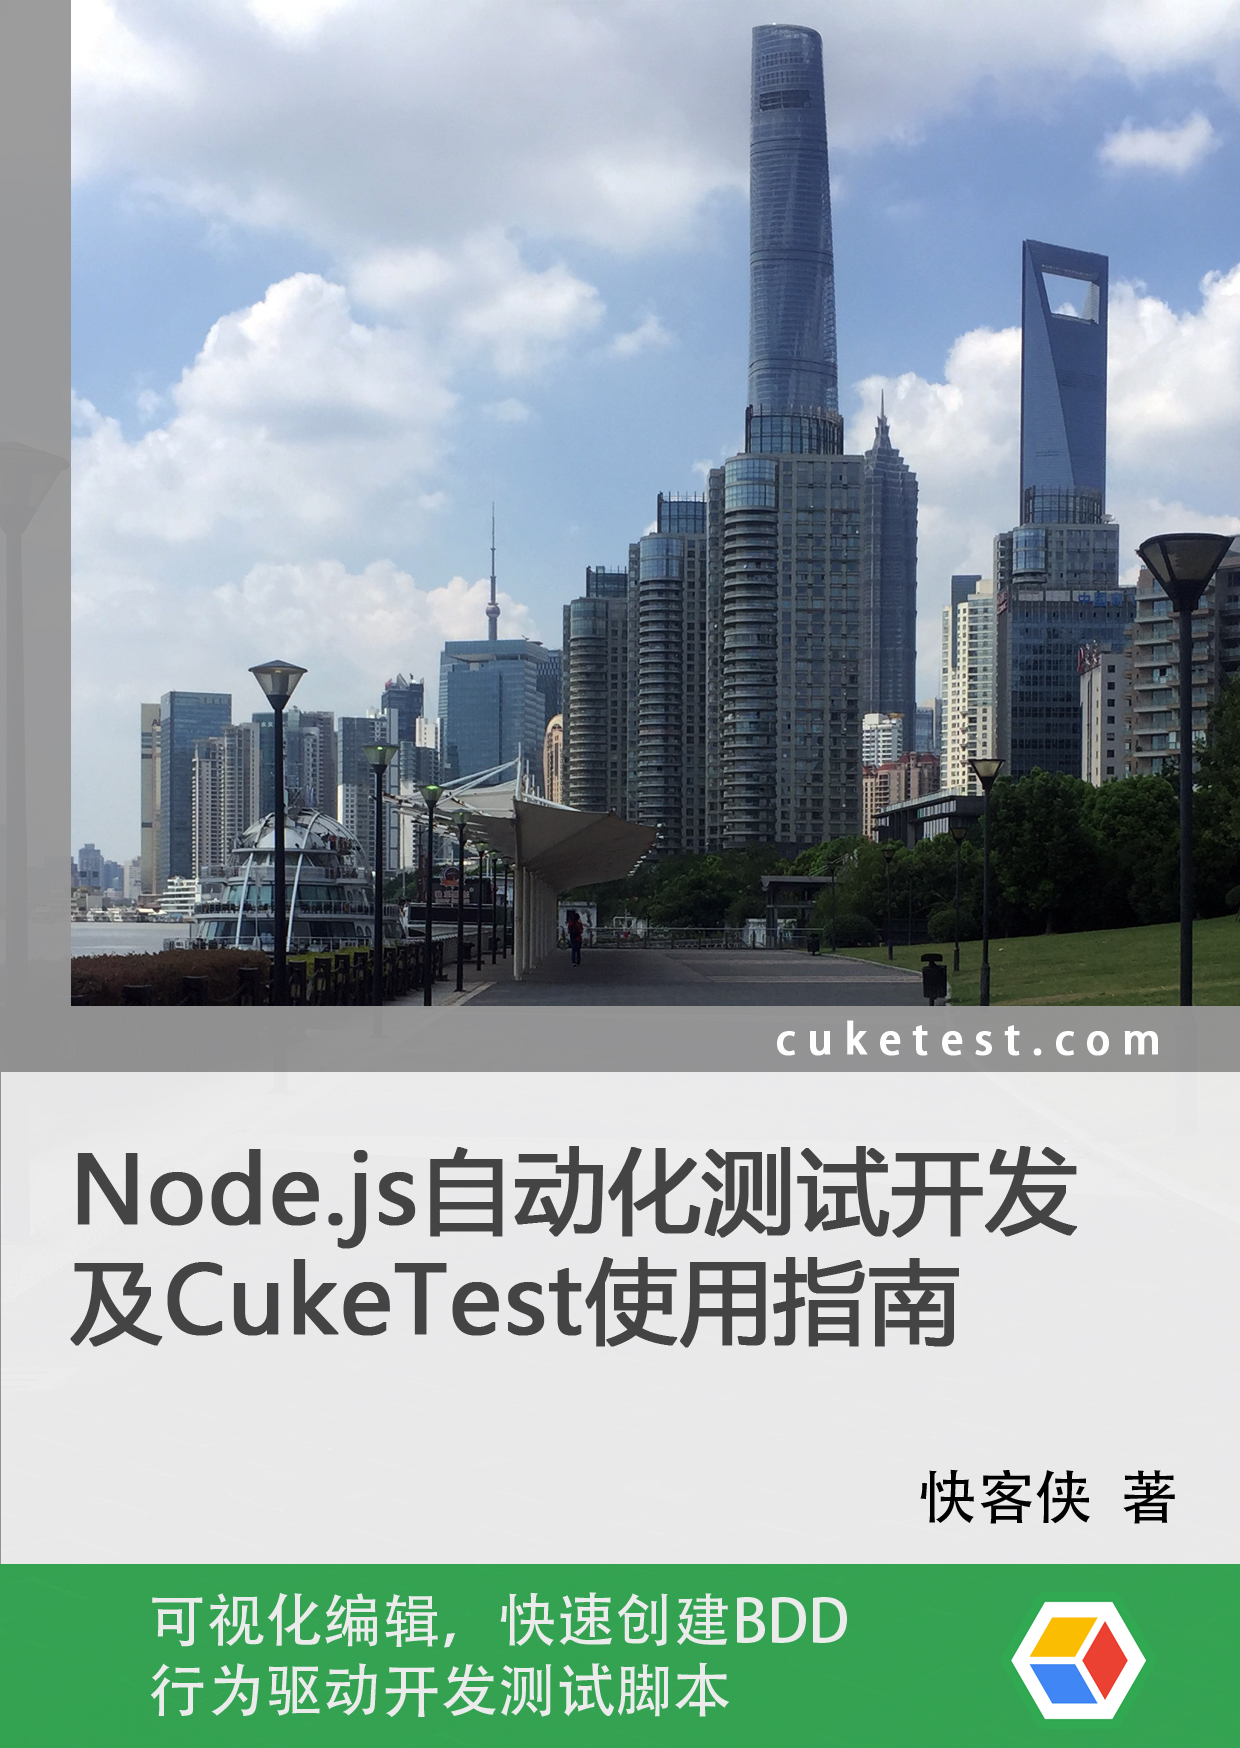 cuketest.com
Node.js自动化测试开发
及CukeTest使用指南
快客侠 著
可视化编辑，快速创建BDD
行为驱动开发测试脚本